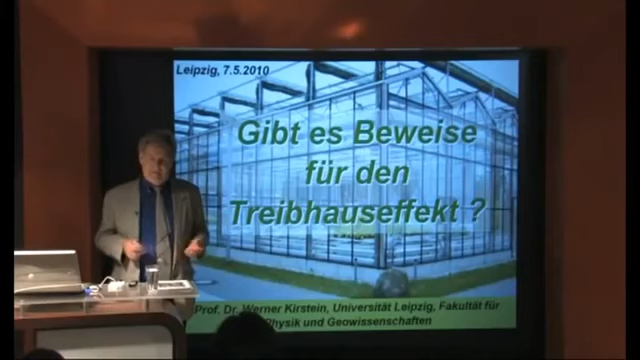 Leipzig, 7.5.2010
Gibt es Beweise
für den
Treibhauseffekt ?
Prof. Dr. Werner Kirstein, Universität Leipzig, Fakultät für
Physik und Geowissenschaften